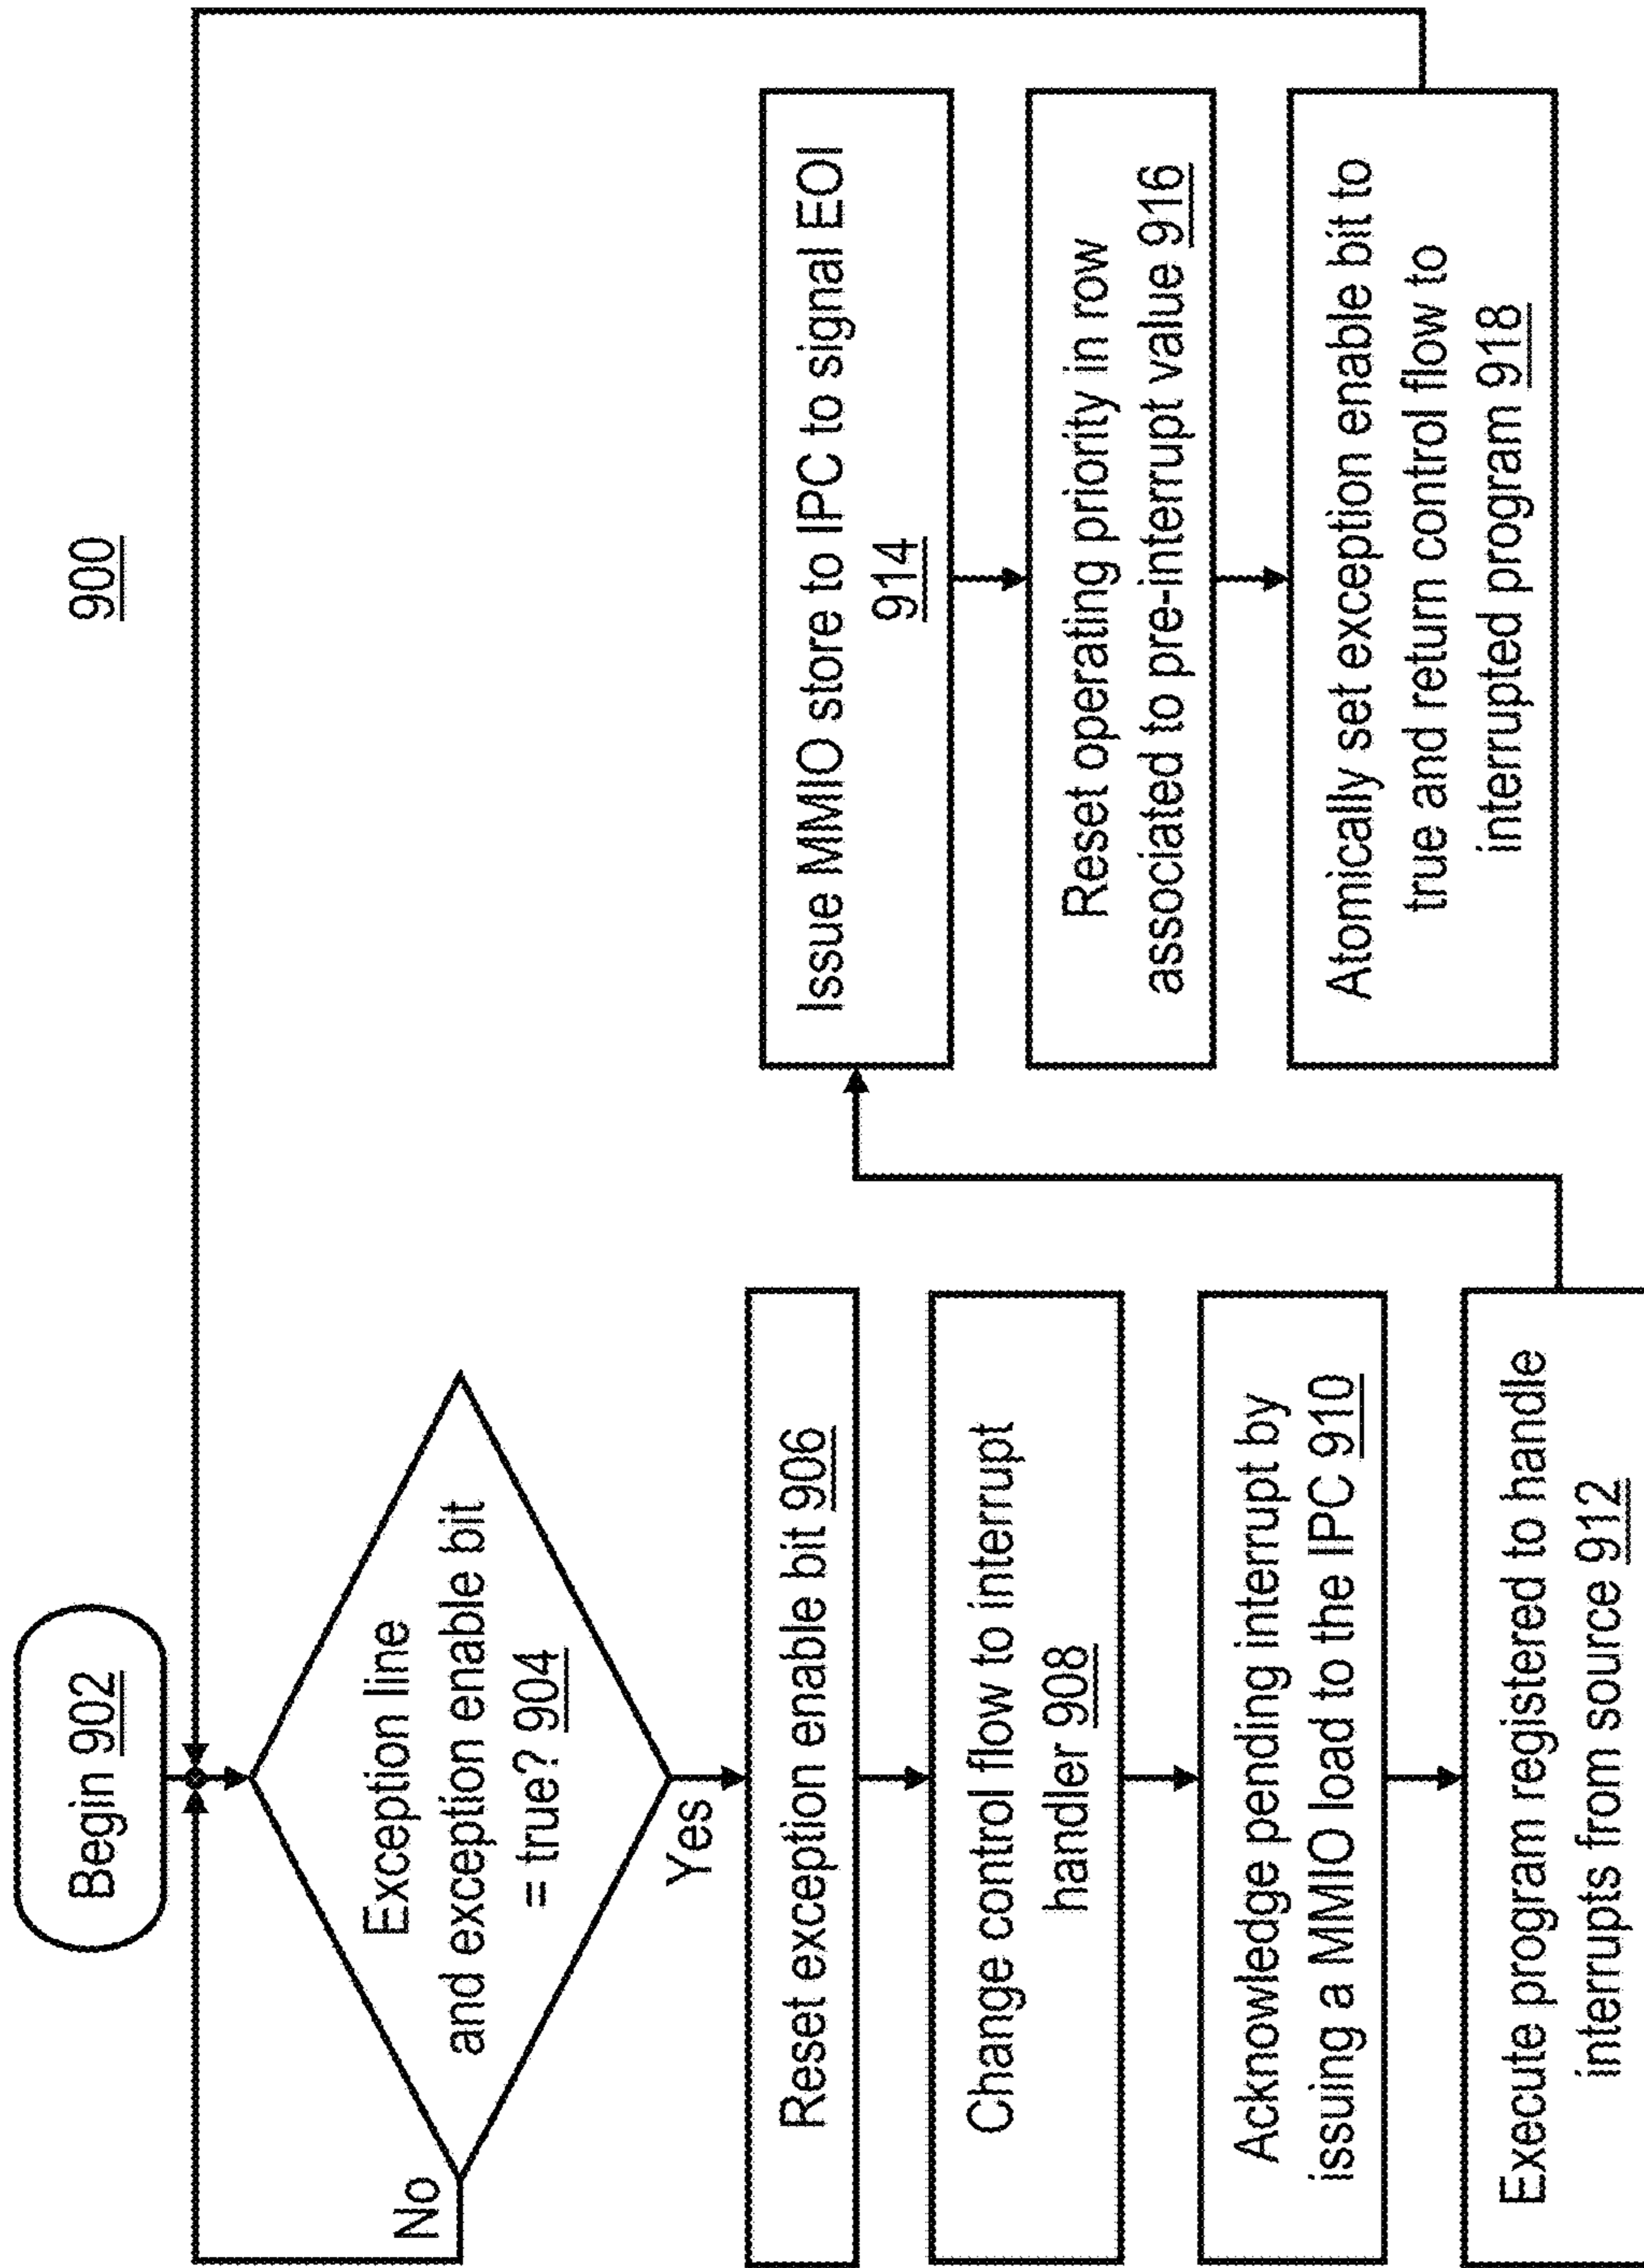 900
Begin 902
Exception line
and exception enable bit
= true? 904
No
Yes
Reset exception enable bit 906
Change control flow to interrupt
handler 908
Acknowledge pending interrupt by
issuing a MMIO load to the IPC 910
Execute program registered to handle
interrupts from source 912
Issue MMIO store to IPC to signal EOI
914
Reset operating priority in row
associated to pre-interrupt value 916
Atomically set exception enable bit to
true and return control flow to
interrupted program 918